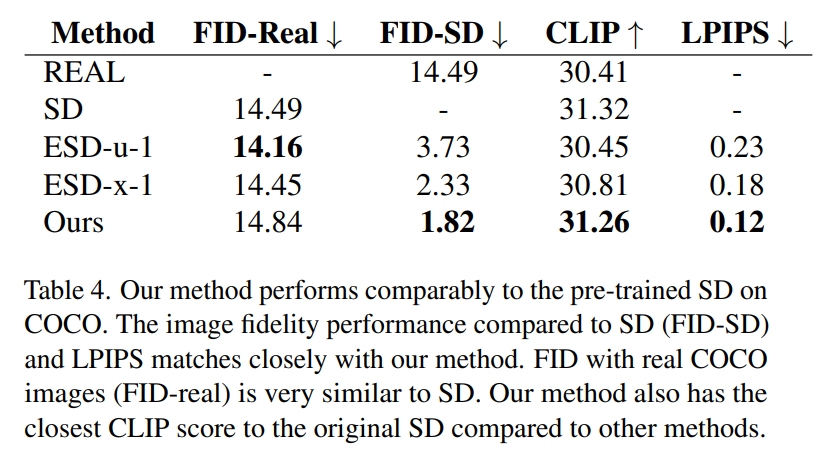 Method FID-Real ↓ FID-SD ↓ CLIP ↑ LPIPS ↓
REAL - 14.49 30.41 -
SD 14.49 - 31.32 -
ESD-u-1 14.16 3.73 30.45 0.23
ESD-x-1 14.45 2.33 30.81 0.18
Ours 14.84 1.82 31.26 0.12
Table 4. Our method performs comparably to the pre-trained SD on
COCO. The image fidelity performance compared to SD (FID-SD)
and LPIPS matches closely with our method. FID with real COCO
images (FID-real) is very similar to SD. Our method also has the
closest CLIP score to the original SD compared to other methods.